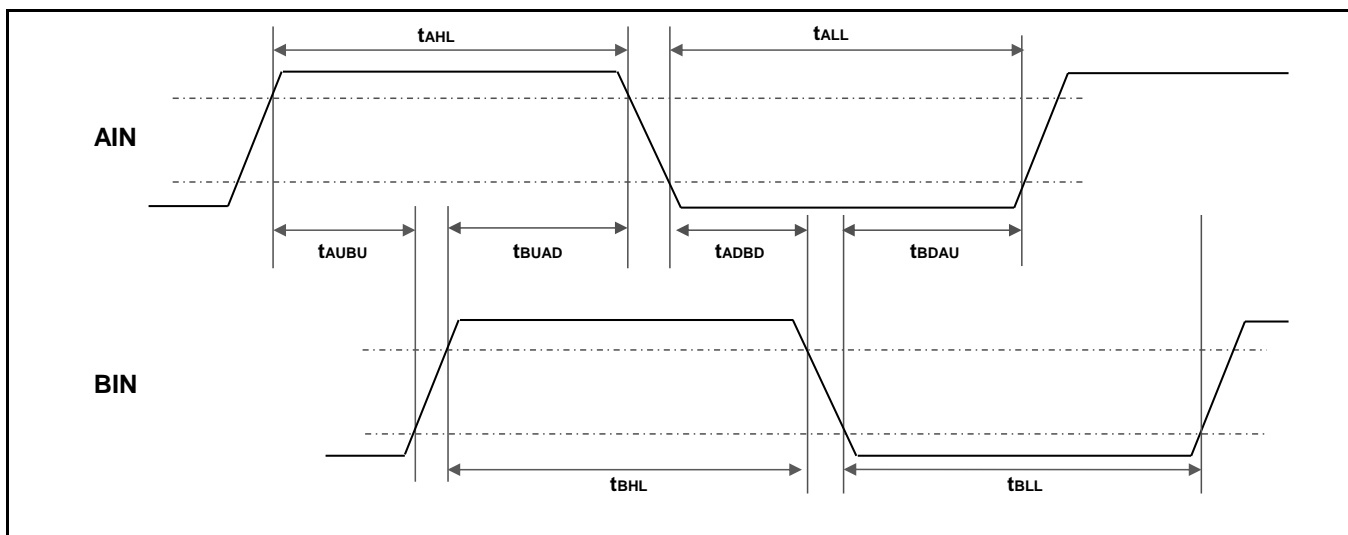 tAHL
tALL
AIN
tAUBU
tBUAD
tADBD
tBDAU
BIN
tBHL
tBLL